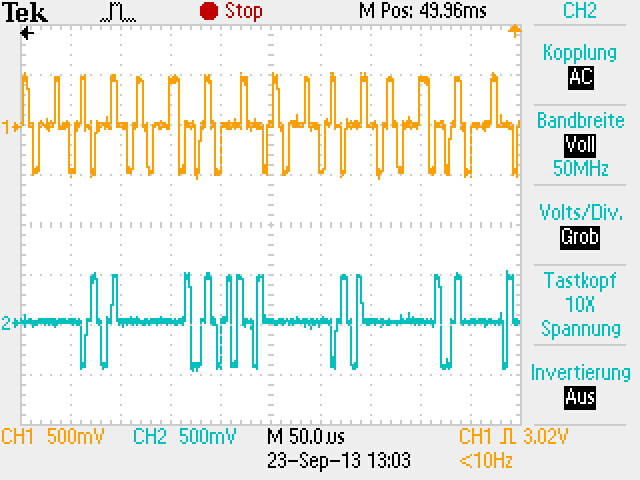 Tek Stop M Pos: 49.96ms CH2
Kopplung
AC
1
Bandbreite
Voll
50MHz
Volts/Div.
Grob
Tastkopf
10X
Spannung
2
Invertierung
Aus
CH1 500mV CH2 500mV M 50.0us CH1 3.02V
23-Sep-13 13:03 <10Hz